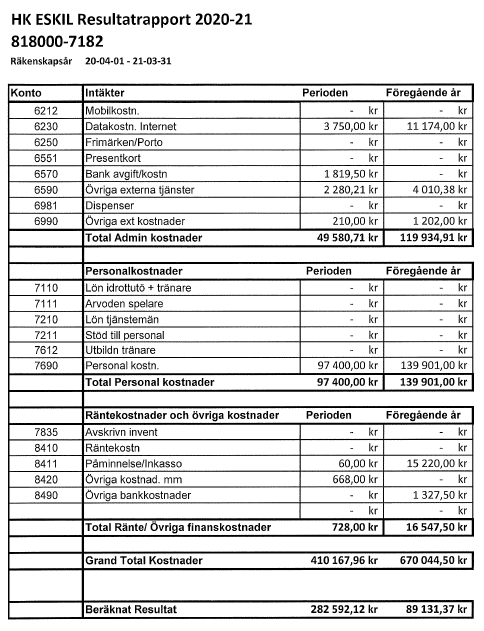 HK ESKIL Resultatrapport 2020-21
818000-7182
Räkenskapsår 20-04-01 - 21-03-31
Konto Intäkter Perioden Föregående år
6212 Mobilkostn. - kr - kr
6230 Datakostn. Internet 3 750,00 kr 11 174,00 kr
6250 Frimärken/Porto - kr - kr
6551 Presentkort - kr - kr
6570 Bank avgift/kostn 1 819,50 kr - kr
6590 Övriga externa tjänster 2 280,21 kr 4 010,38 kr
6981 Dispenser - kr - kr
6990 Övriga ext kostnader 210,00 kr 1 202,00 kr
Total Admin kostnader 49 580,71 kr 119 934,91 kr
Personalkostnader Perioden Föregående år
7110 Lön idrottutö + tränare - kr - kr
7111 Arvoden spelare - kr - kr
7210 Lön tjänstemän - kr - kr
7211 Stöd till personal - kr - kr
7612 Utbildn tränare - kr - kr
7690 Personal kostn. 97 400,00 kr 139 901,00 kr
Total Personal kostnader 97 400,00 kr 139 901,00 kr
Räntekostnader och övriga kostnader Perioden Föregående år
7835 Avskrivn invent - kr - kr
8410 Räntekostn - kr - kr
8411 Påminnelse/Inkasso 60,00 kr 15 220,00 kr
8420 Övriga kostnad. mm 668,00 kr - kr
8490 Övriga bankkostnader - kr 1 327,50 kr
- kr - kr
Total Ränte/ Övriga finanskostnader 728,00 kr 16 547,50 kr
Grand Total Kostnader 410 167,96 kr 670 044,50 kr
Beräknat Resultat 282 592,12 kr 89 131,37 kr